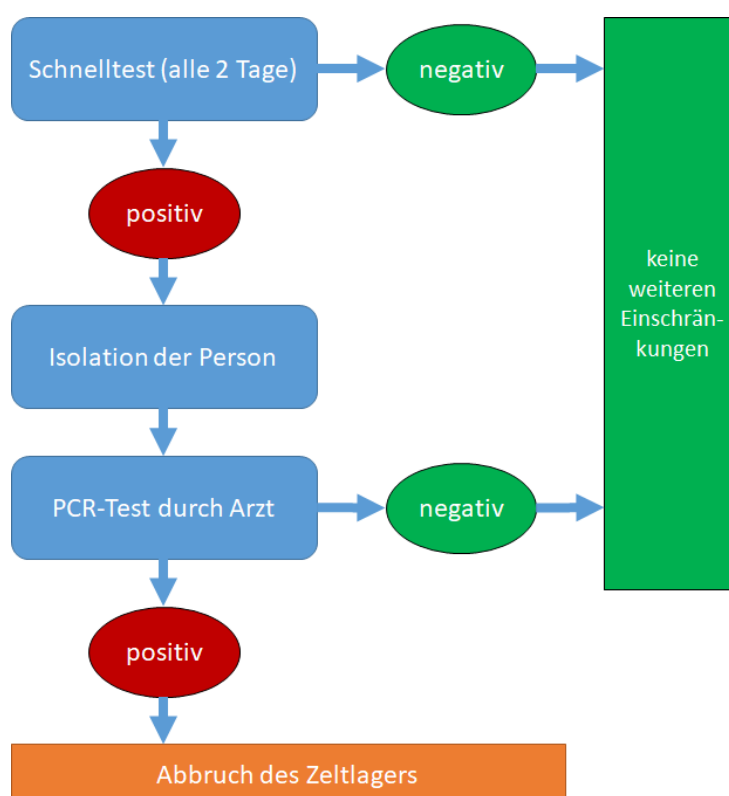 Schnelltest (alle 2 Tage)
negativ
positiv
keine
weiteren
Einschrän-
kungen
Isolation der Person
PCR-Test durch Arzt
negativ
positiv
Abbruch des Zeltlagers